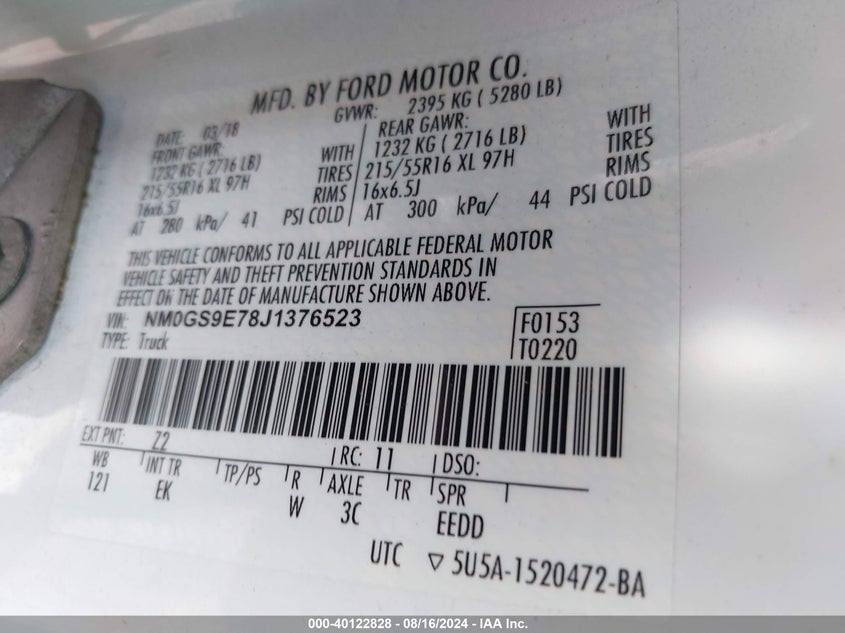 MFD. BY FORD MOTOR CO.
DATE: 03/18 GVWR: 2395 KG ( 5280 LB)
FRONT GAWR: REAR GAWR:
1232 KG ( 2716 LB) WITH 1232 KG ( 2716 LB) WITH
215/55R16 XL 97H TIRES 215/55R16 XL 97H TIRES
16x6.5J RIMS 16x6.5J RIMS
AT 280 kPa/ 41 PSI COLD AT 300 kPa/ 44 PSI COLD
THIS VEHICLE CONFORMS TO ALL APPLICABLE FEDERAL MOTOR
VEHICLE SAFETY AND THEFT PREVENTION STANDARDS IN
EFFECT ON THE DATE OF MANUFACTURE SHOWN ABOVE.
VIN: NM0GS9E78J1376523 F0153
TYPE: Truck T0220
EXT PNT: Z2 RC: 11 DSO:
WB INT TR TP/PS R AXLE TR SPR
121 EK W 3C EEDD
UTC ▽ 5U5A-1520472-BA
000-40122828 - 08/16/2024 - IAA Inc.